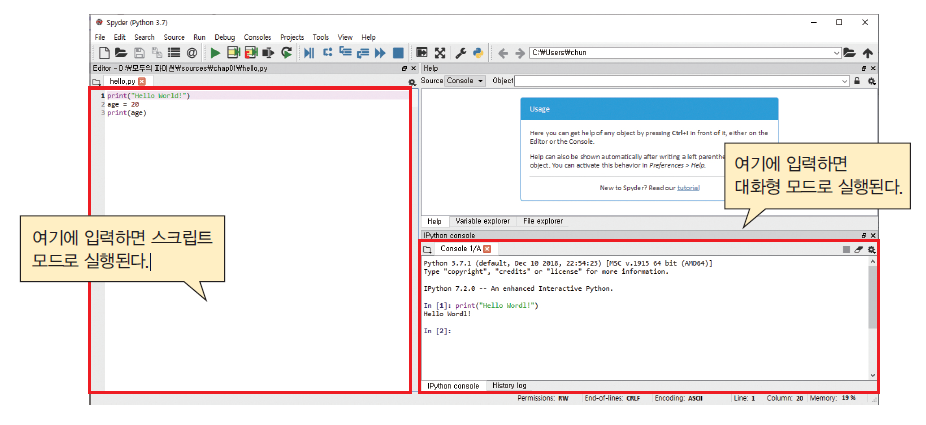 Spyder (Python 3.7)
File Edit Search Source Run Debug Consoles Projects Tools View Help
C:₩Users₩chun
Editor - D:₩모두의 파이썬₩sources₩chap01₩hello.py
hello.py
1 print("Hello World!")
2 age = 20
3 print(age)
여기에 입력하면 스크립트
모드로 실행된다.
Help
Source Console Object
Usage
Here you can get help of any object by pressing Ctrl+I in front of it, either on the
Editor or the Console.
Help can also be shown automatically after writing a left parenthe
object. You can activate this behavior in Preferences > Help.
New to Spyder? Read our tutorial
여기에 입력하면
대화형 모드로 실행된다.
Help Variable explorer File explorer
IPython console
Console 1/A
Python 3.7.1 (default, Dec 10 2018, 22:54:23) [MSC v.1915 64 bit (AMD64)]
Type "copyright", "credits" or "license" for more information.
IPython 7.2.0 -- An enhanced Interactive Python.
In [1]: print("Hello Wordl!")
Hello Wordl!
In [2]:
IPython console History log
Permissions: RW End-of-lines: CRLF Encoding: ASCII Line: 1 Column: 20 Memory: 19 %